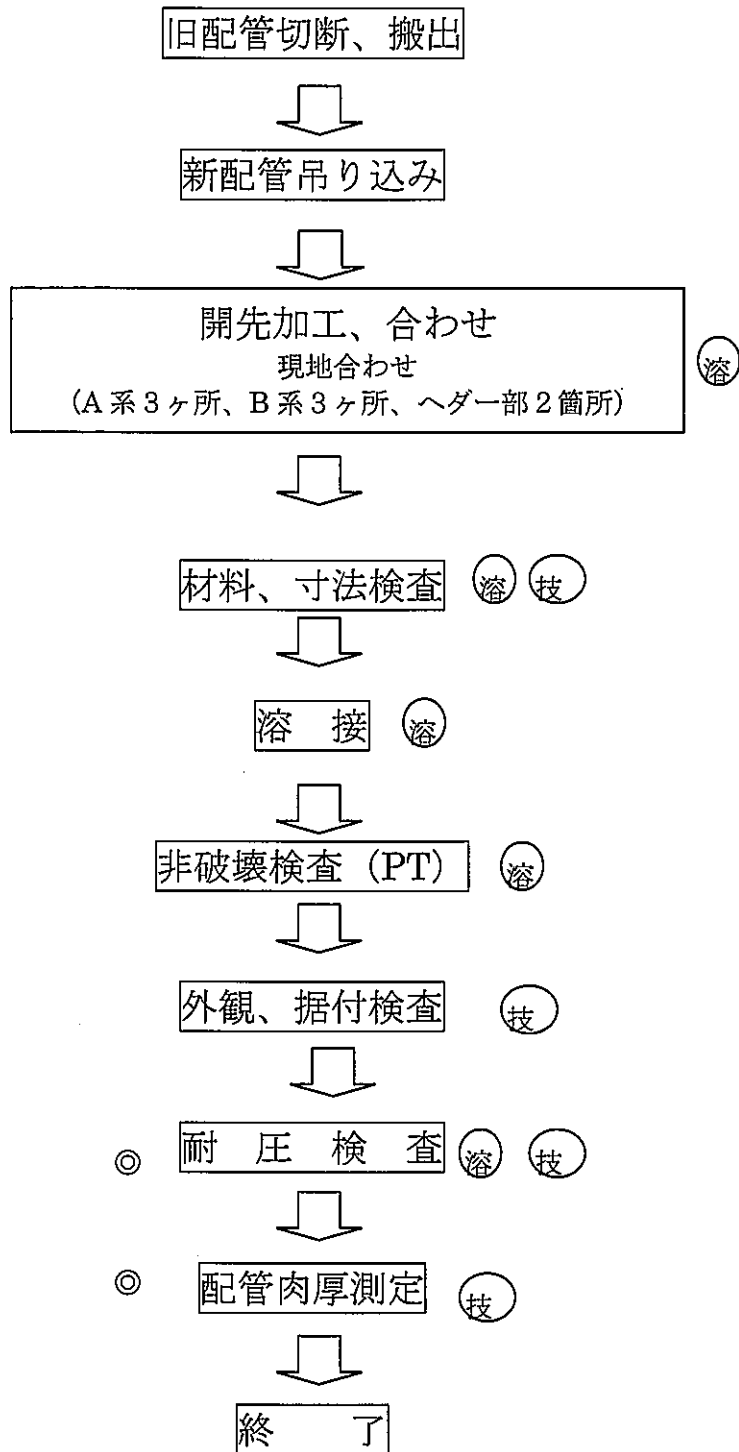 旧配管切断、搬出
新配管吊り込み
開先加工、合わせ
現地合わせ
(A系3ヶ所、B系3ヶ所、ヘダー部2箇所)
溶
材料、寸法検査 溶 技
溶 接 溶
非破壊検査(PT) 溶
外観、据付検査 技
◎ 耐 圧 検 査 溶 技
◎ 配管肉厚測定 技
終 了